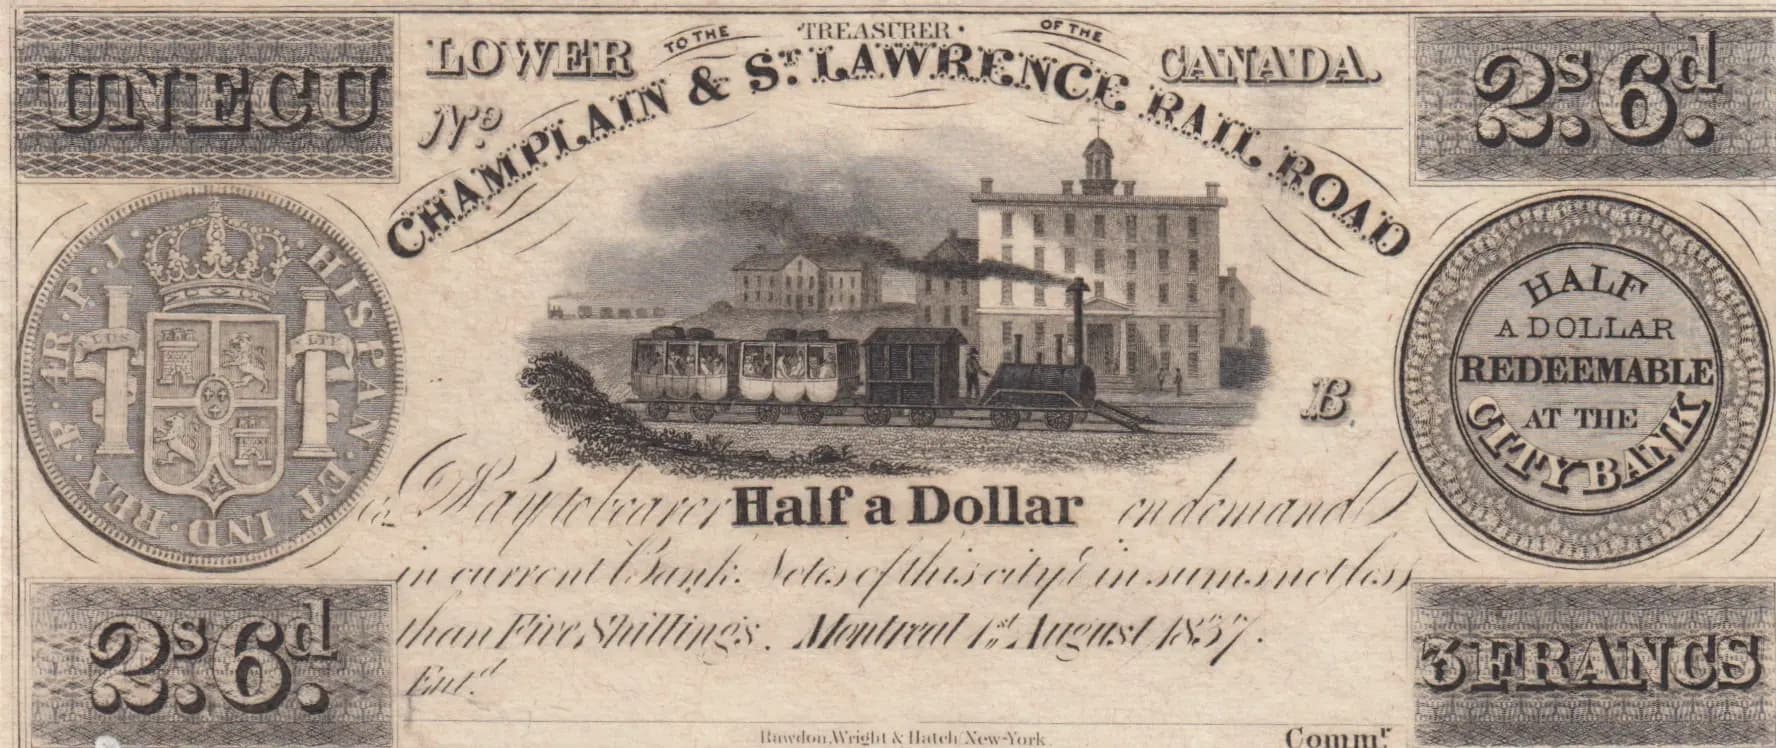 UN ECU
LOWER
TO THE TREASURER OF THE
CANADA.
2s. 6d.
No
CHAMPLAIN & St. LAWRENCE RAIL ROAD
HISPAN·ET IND·REX·P·
P·J·
LUS
HALF
A DOLLAR
REDEEMABLE
AT THE
CITY BANK
B
Pay to bearer Half a Dollar on demand
in current Bank Notes of this city in sums not less
than Five Shillings. Montreal 1st August 1837.
Ent.d
2s. 6d.
3 FRANCS
Rawdon, Wright & Hatch New-York.
Commr.